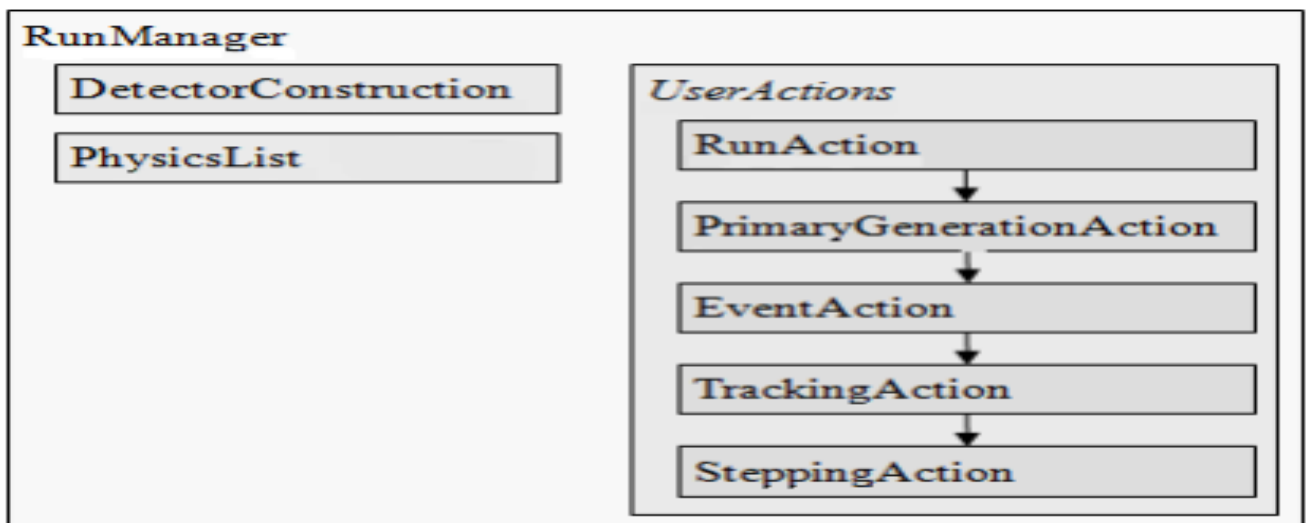 RunManager
DetectorConstruction
PhysicsList
UserActions
RunAction
PrimaryGenerationAction
EventAction
TrackingAction
SteppingAction